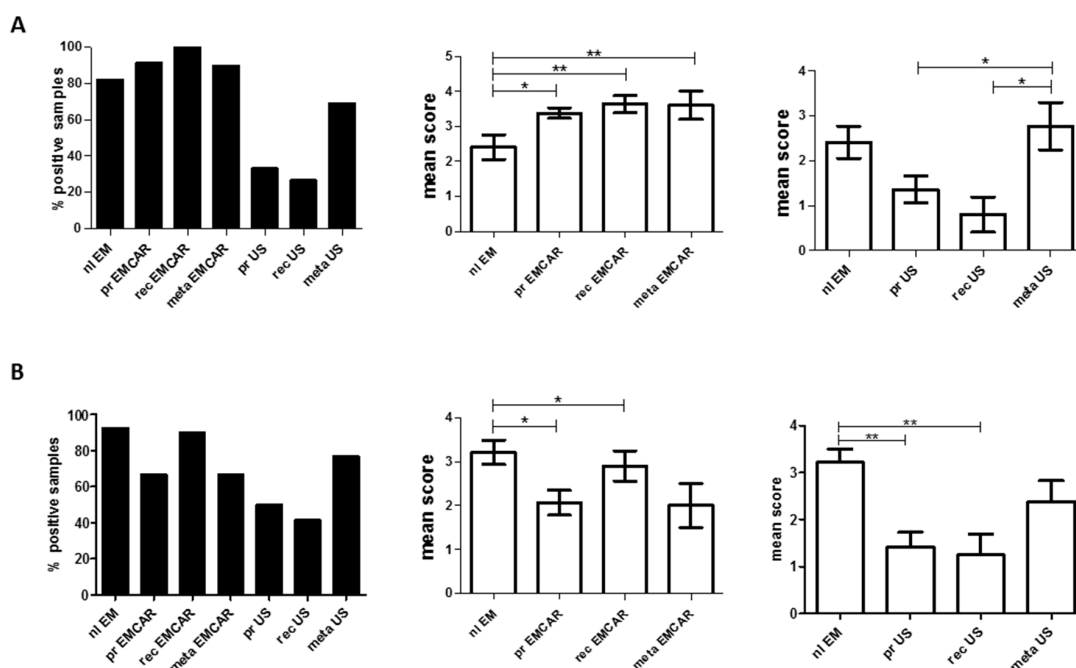 A
% positive samples
100
80
60
40
20
0
nl EM
pr EMCAR
rec EMCAR
meta EMCAR
pr US
rec US
meta US
mean score
5
4
3
2
1
0
**
**
*
nl EM
pr EMCAR
rec EMCAR
meta EMCAR
mean score
4
3
2
1
0
*
*
nl EM
pr US
rec US
meta US
B
% positive samples
100
80
60
40
20
0
nl EM
pr EMCAR
rec EMCAR
meta EMCAR
pr US
rec US
meta US
mean score
4
3
2
1
0
*
*
nl EM
pr EMCAR
rec EMCAR
meta EMCAR
mean score
4
3
2
1
0
**
**
nl EM
pr US
rec US
meta US